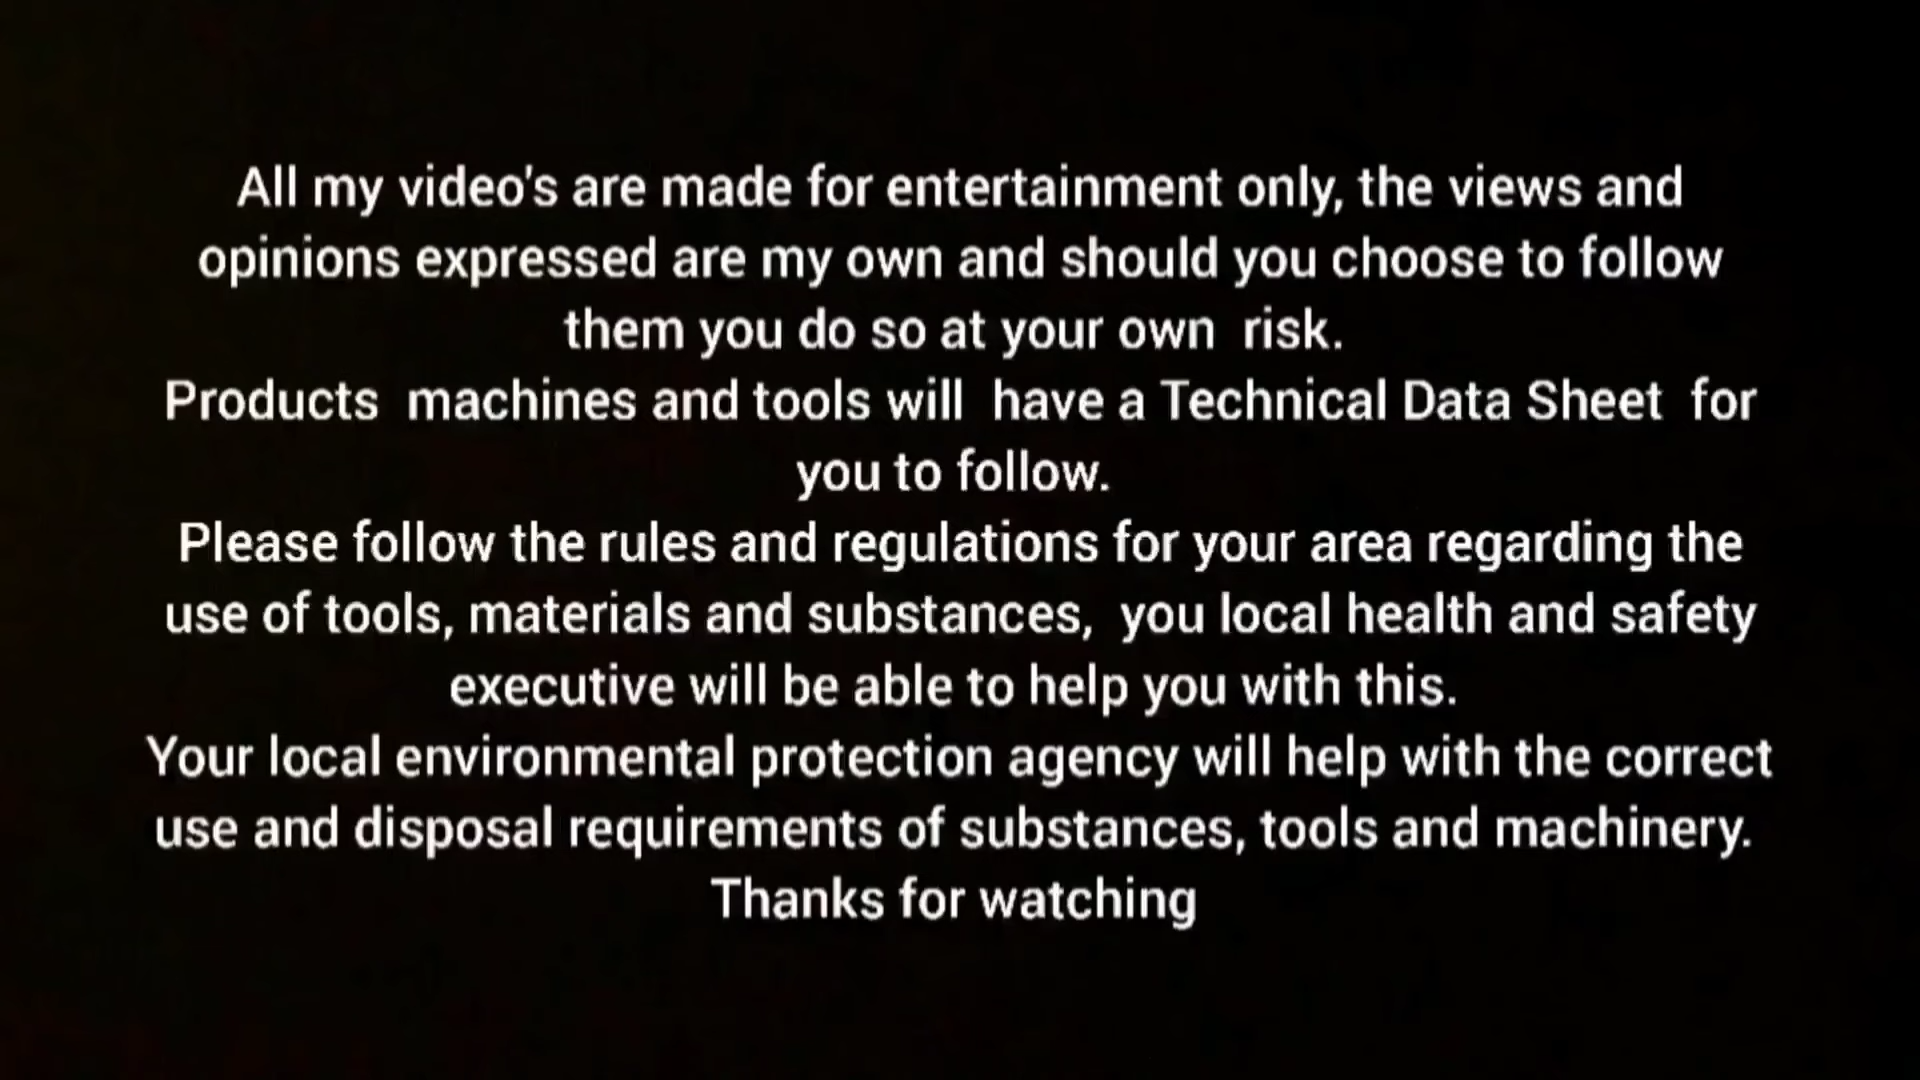 All my video's are made for entertainment only, the views and
opinions expressed are my own and should you choose to follow
them you do so at your own  risk.
Products  machines and tools will  have a Technical Data Sheet  for
you to follow.
Please follow the rules and regulations for your area regarding the
use of tools, materials and substances,  you local health and safety
executive will be able to help you with this.
Your local environmental protection agency will help with the correct
use and disposal requirements of substances, tools and machinery.
Thanks for watching